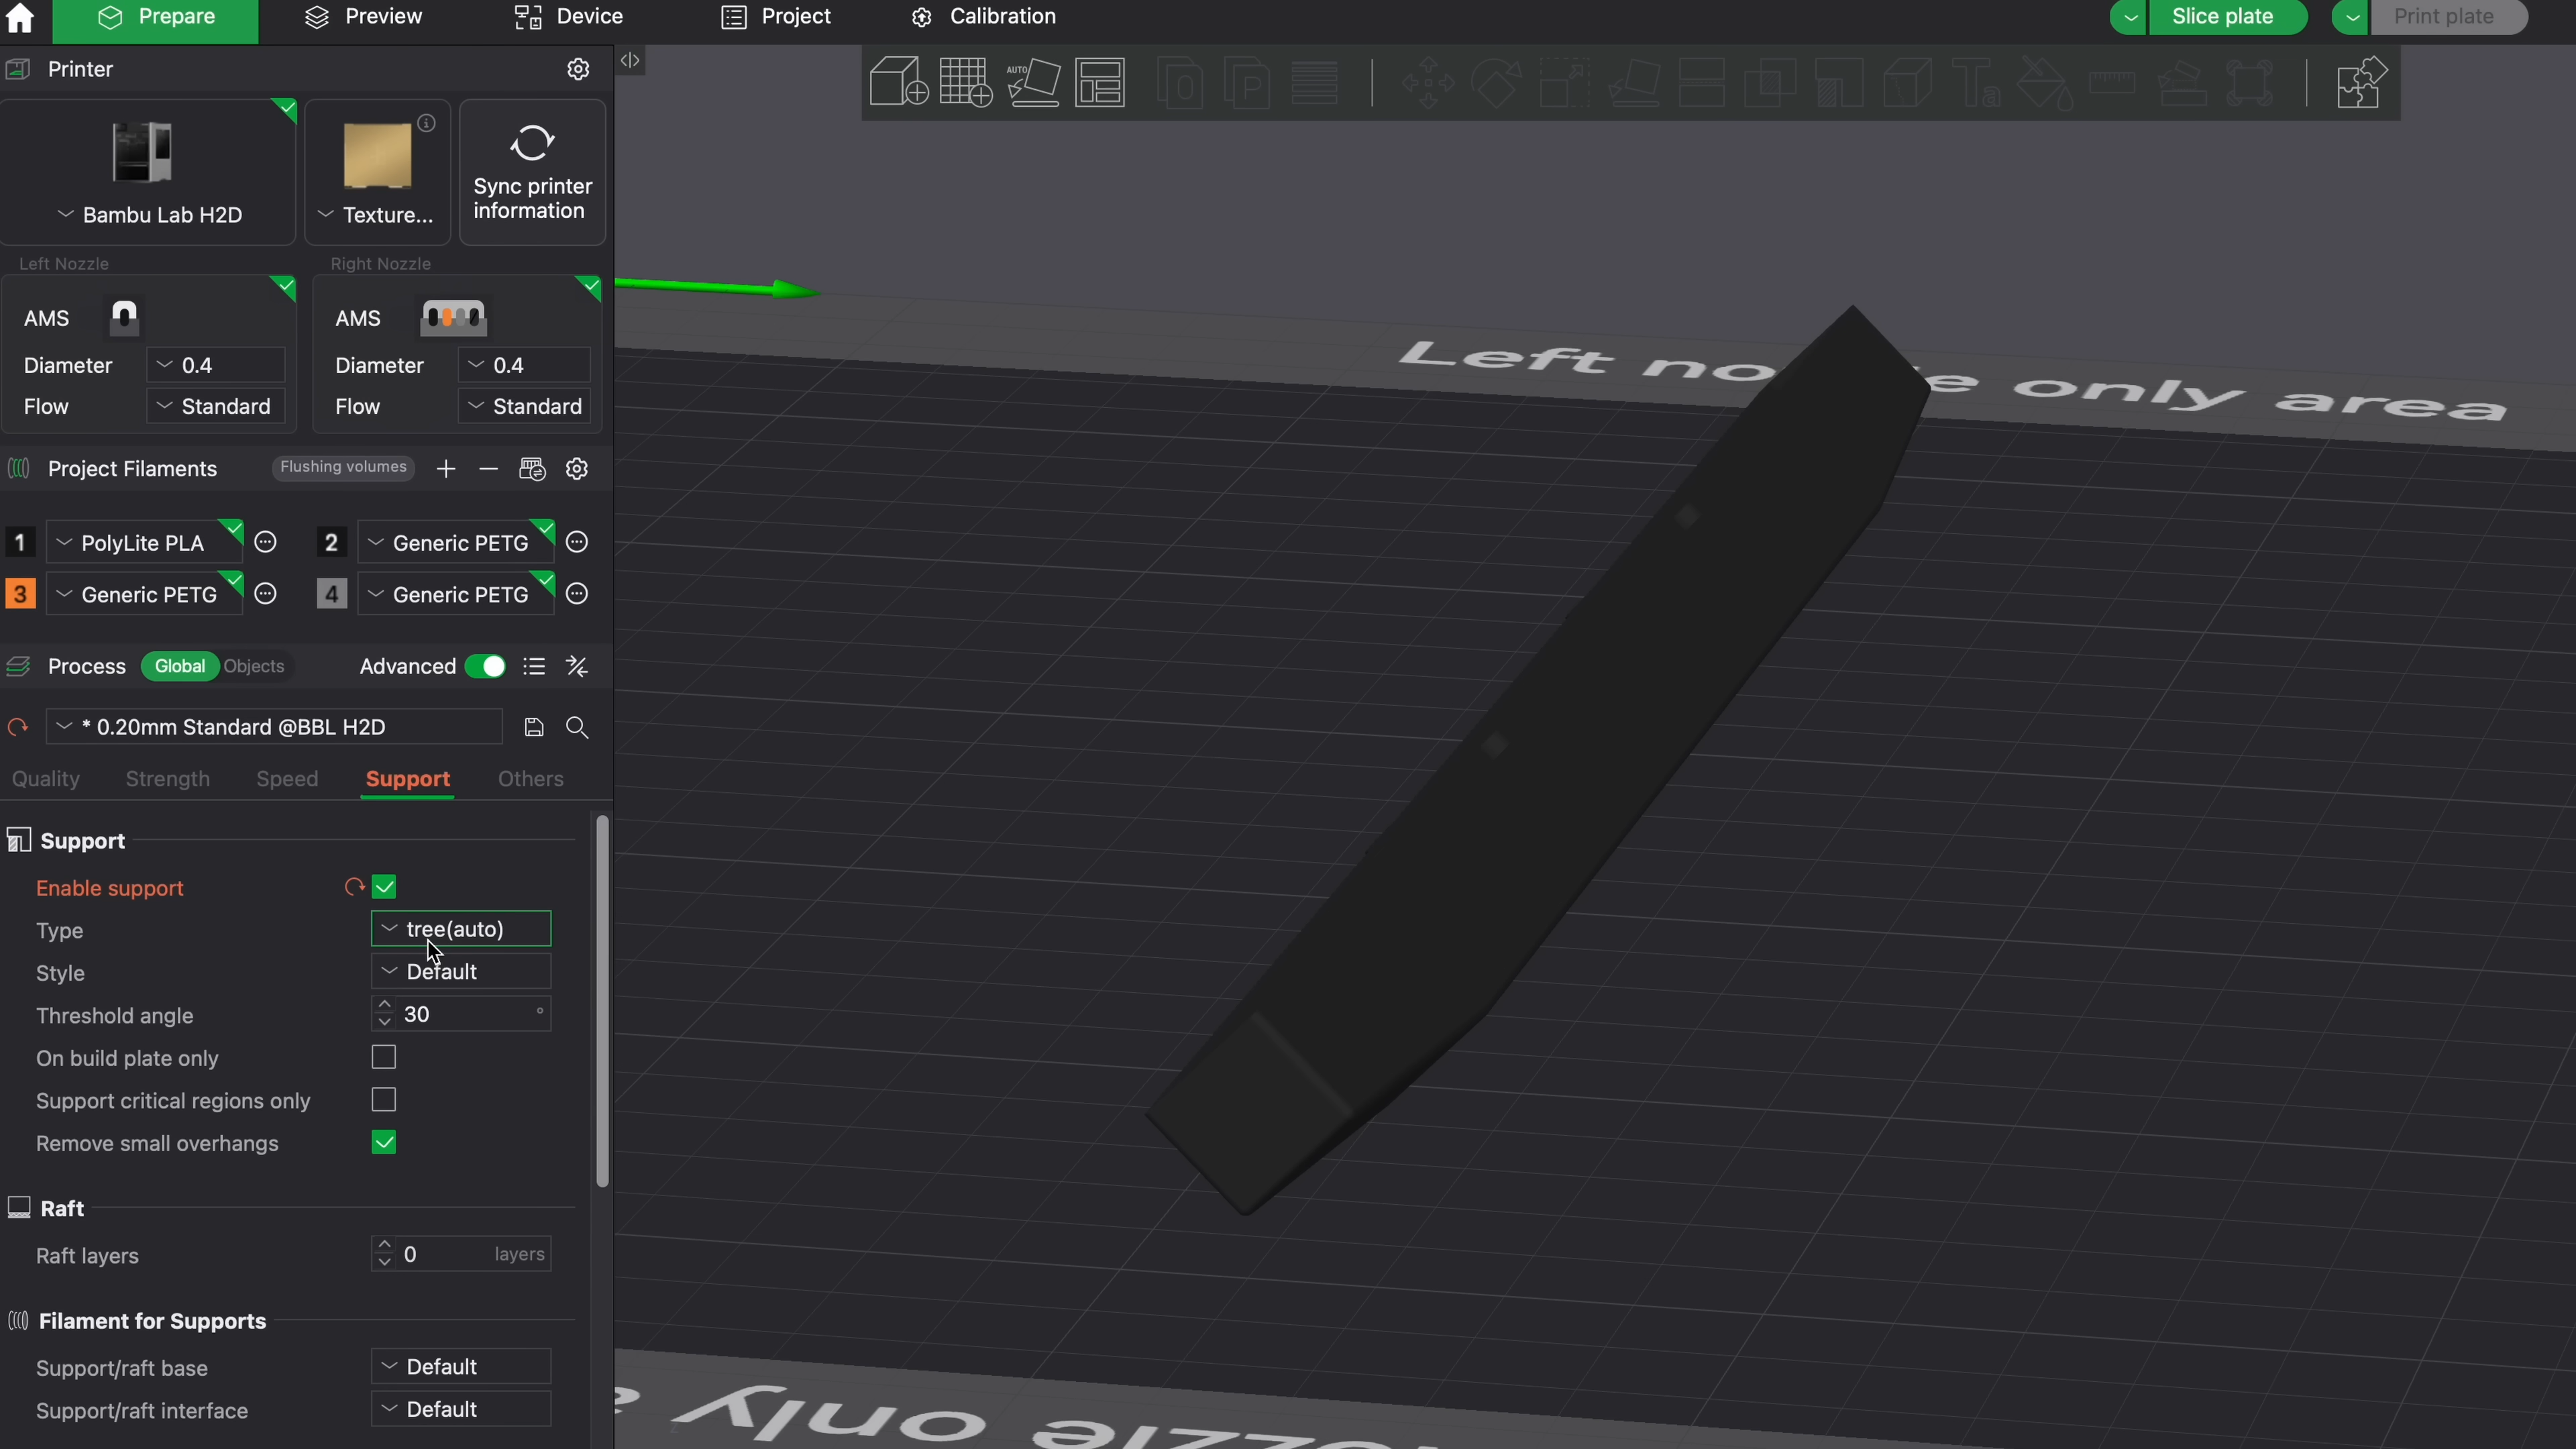 Prepare
Preview
Device
Project
Calibration
Slice plate
Print plate
Printer
Bambu Lab H2D
Texture...
Sync printer
information
Left Nozzle
Right Nozzle
AMS
AMS
Diameter
0.4
Diameter
0.4
Flow
Standard
Flow
Standard
Project Filaments
Flushing volumes
1
PolyLite PLA
2
Generic PETG
3
Generic PETG
4
Generic PETG
Process
Global
Objects
Advanced
* 0.20mm Standard @BBL H2D
Quality
Strength
Speed
Support
Others
Support
Enable support
Type
tree(auto)
Style
Default
Threshold angle
30
°
On build plate only
Support critical regions only
Remove small overhangs
Raft
Raft layers
0
layers
Filament for Supports
Support/raft base
Default
Support/raft interface
Default
AUTO
Left no e only area
only